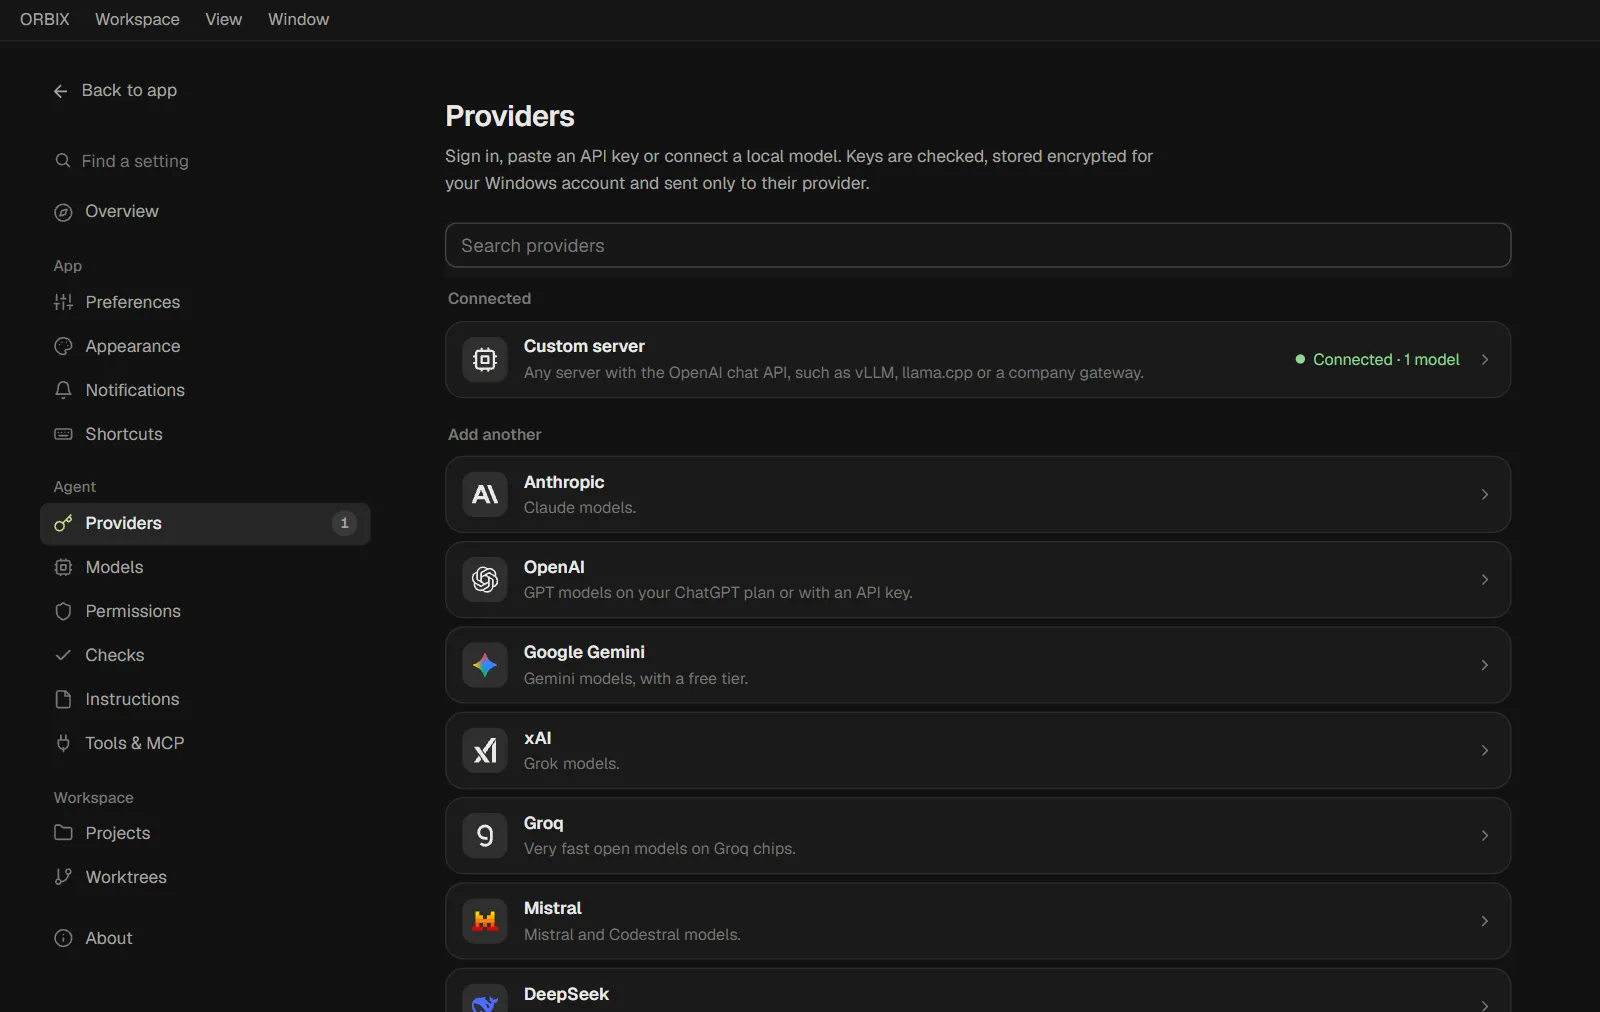 ORBIX Workspace View Window
Back to app
Find a setting
Overview
App
Preferences
Appearance
Notifications
Shortcuts
Agent
Providers 1
Models
Permissions
Checks
Instructions
Tools & MCP
Workspace
Projects
Worktrees
About
Providers
Sign in, paste an API key or connect a local model. Keys are checked, stored encrypted for
your Windows account and sent only to their provider.
Search providers
Connected
Custom server
Any server with the OpenAI chat API, such as vLLM, llama.cpp or a company gateway.
Connected · 1 model
Add another
Anthropic
Claude models.
OpenAI
GPT models on your ChatGPT plan or with an API key.
Google Gemini
Gemini models, with a free tier.
xAI
Grok models.
Groq
Very fast open models on Groq chips.
Mistral
Mistral and Codestral models.
DeepSeek